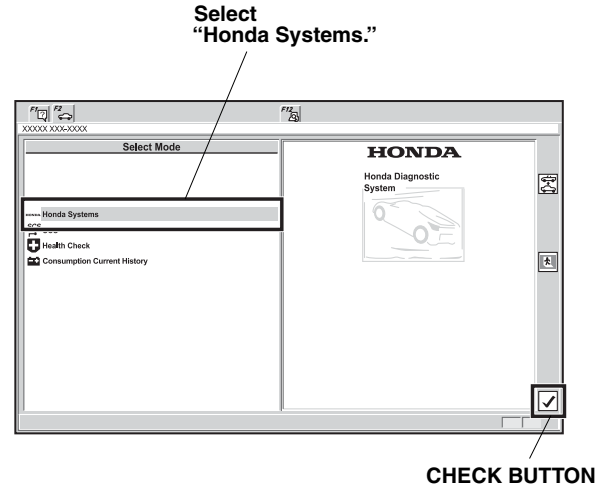 Select
“Honda Systems.”
F1 F2 F12
XXXXX XXX-XXXX
Select Mode
HONDA
Honda Diagnostic
System
HONDA Honda Systems
SCS
Health Check
Consumption Current History
CHECK BUTTON